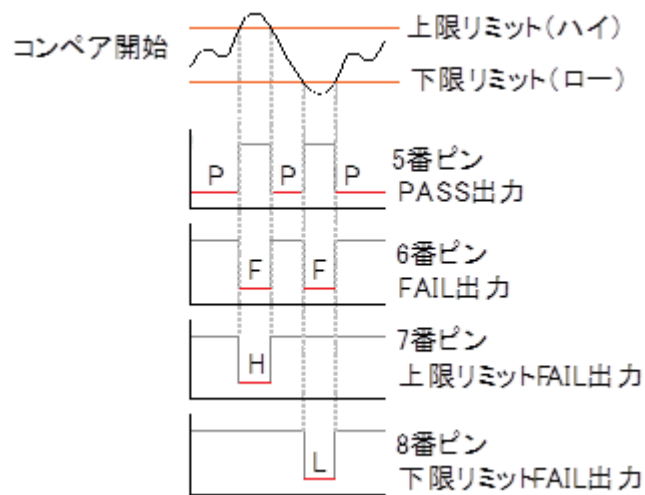 コンペア開始
上限リミット（ハイ）
下限リミット（ロー）
P P P
5番ピン
PASS出力
F F
6番ピン
FAIL出力
H
7番ピン
上限リミットFAIL出力
L
8番ピン
下限リミットFAIL出力